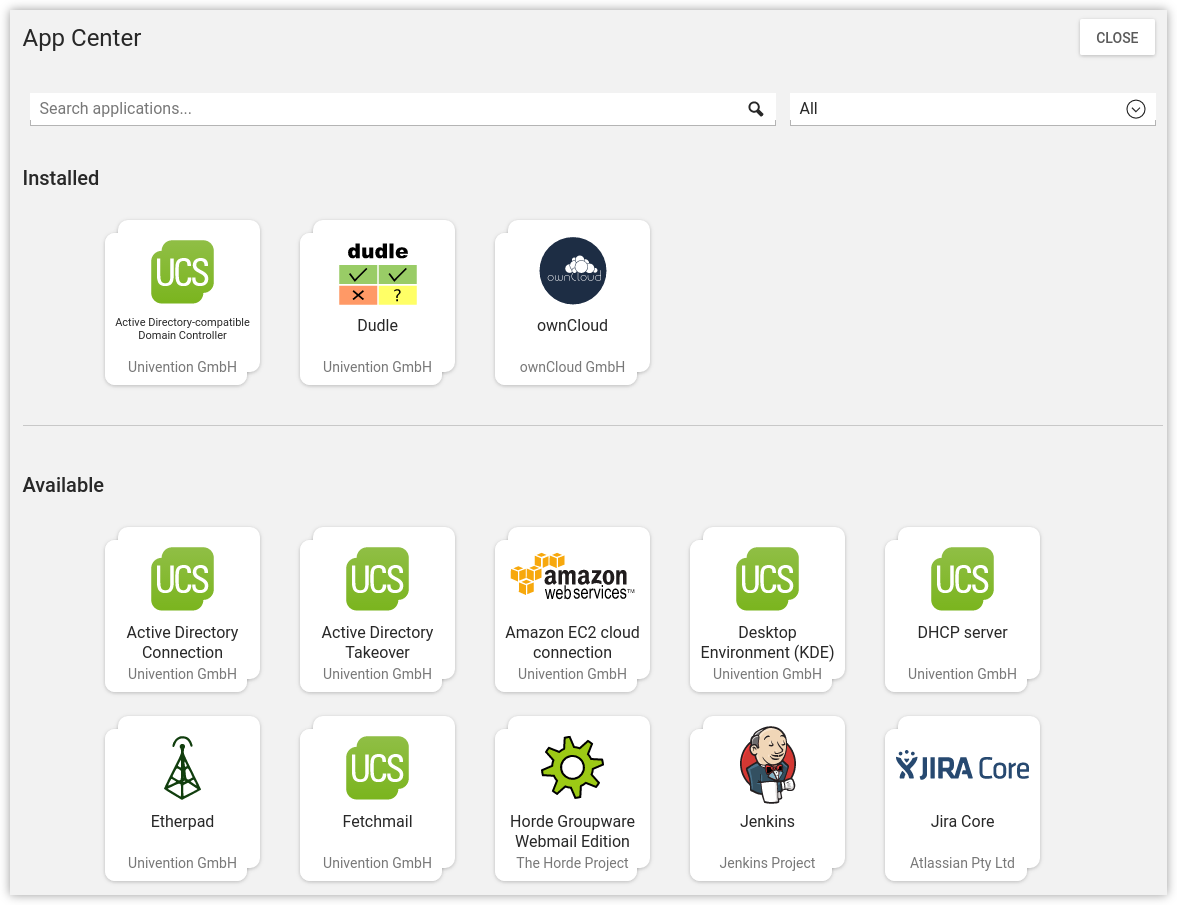 App Center
CLOSE
Search applications...
All
Installed
UCS
Active Directory-compatible
Domain Controller
Univention GmbH
dudle
?
Dudle
Univention GmbH
ownCloud
ownCloud
ownCloud GmbH
Available
UCS
Active Directory
Connection
Univention GmbH
UCS
Active Directory
Takeover
Univention GmbH
amazon
webservices™
Amazon EC2 cloud
connection
Univention GmbH
UCS
Desktop
Environment (KDE)
Univention GmbH
UCS
DHCP server
Univention GmbH
Etherpad
Univention GmbH
UCS
Fetchmail
Univention GmbH
Horde Groupware
Webmail Edition
The Horde Project
Jenkins
Jenkins Project
JIRA Core
Jira Core
Atlassian Pty Ltd